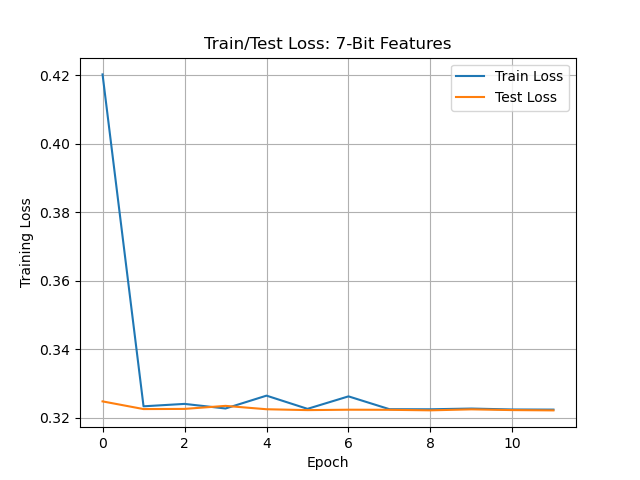 Train/Test Loss: 7-Bit Features
Train Loss
Test Loss
0.42
0.40
0.38
0.36
0.34
0.32
Training Loss
0 2 4 6 8 10
Epoch